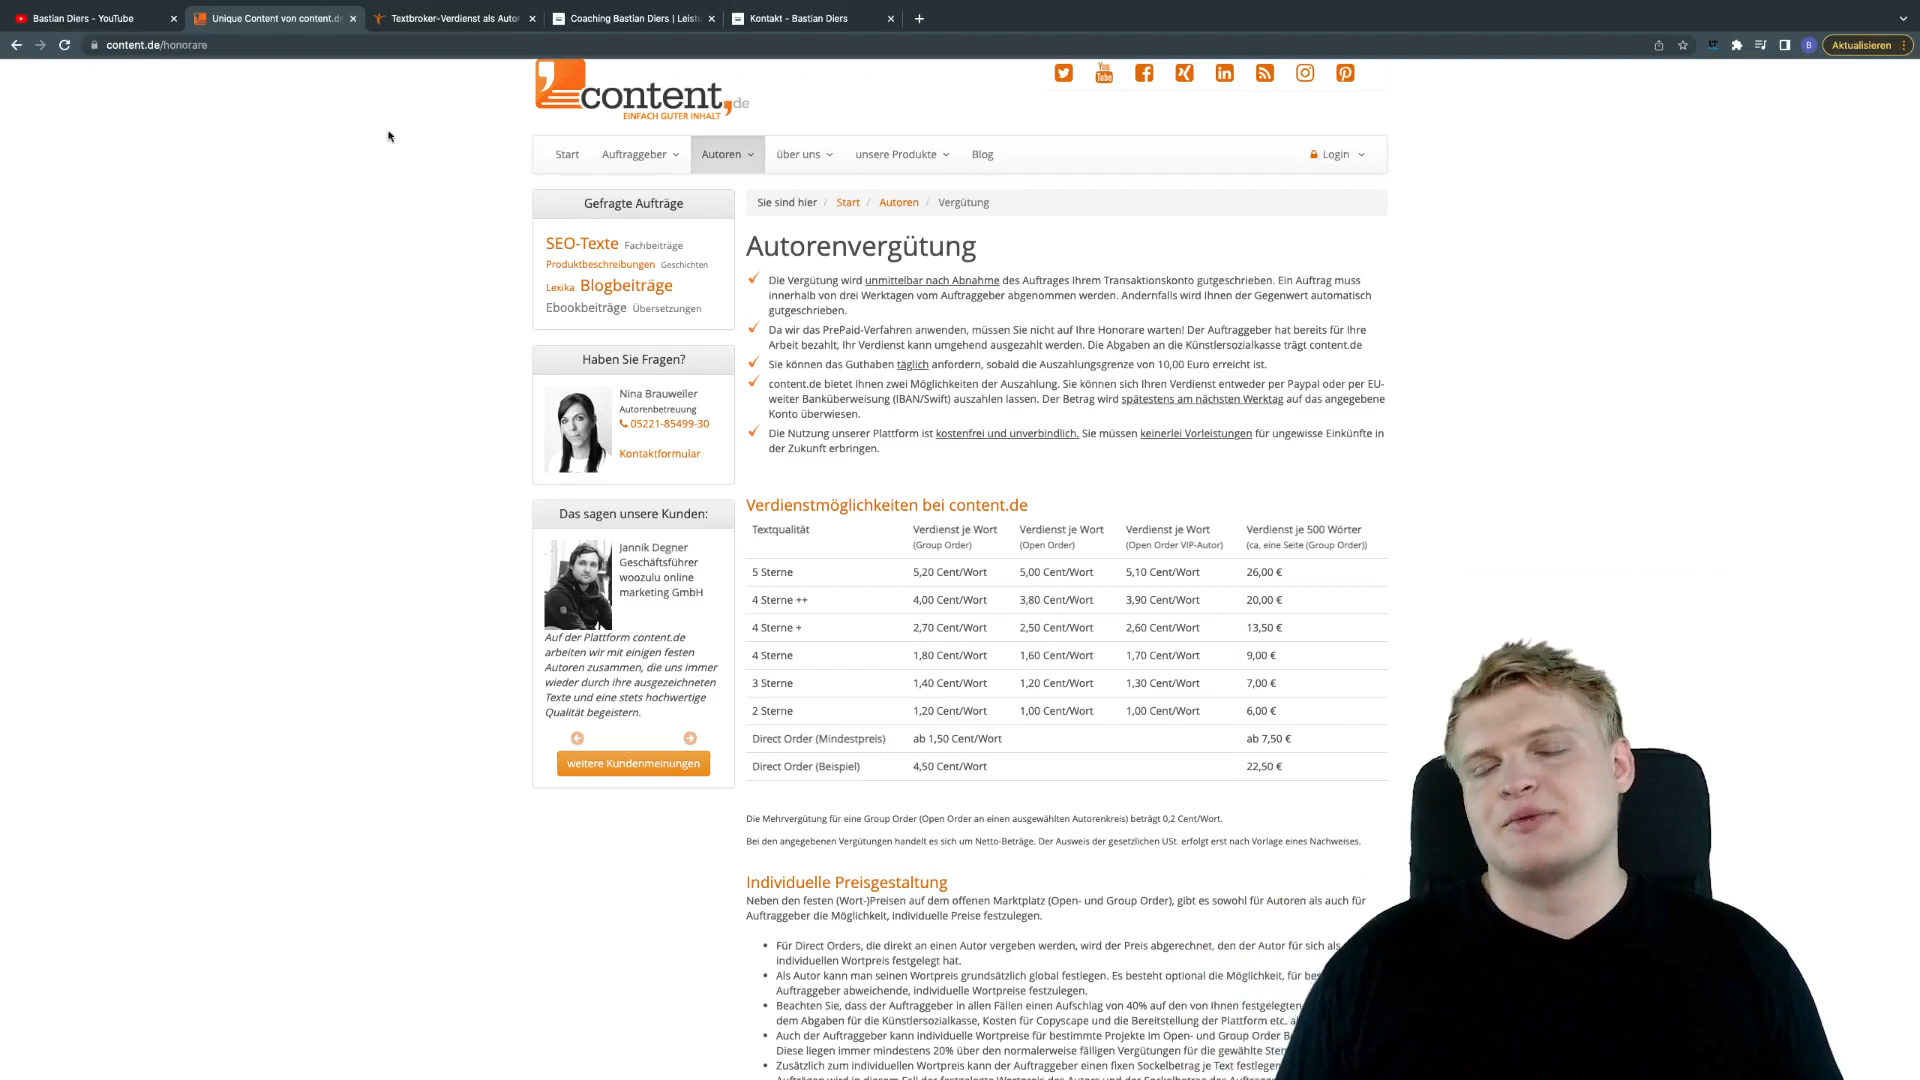 Bastian Diers - YouTube
Unique Content von content.de
Textbroker-Verdienst als Autor
Coaching Bastian Diers | Leistu
Kontakt - Bastian Diers
content.de/honorare
B
Aktualisieren
content.de
EINFACH GUTER INHALT
You Tube
Start
Auftraggeber
Autoren
über uns
unsere Produkte
Blog
Login
Gefragte Aufträge
SEO-Texte Fachbeiträge
Produktbeschreibungen Geschichten
Lexika Blogbeiträge
Ebookbeiträge Übersetzungen
Haben Sie Fragen?
Nina Brauweiler
Autorenbetreuung
05221-85499-30
Kontaktformular
Das sagen unsere Kunden:
Jannik Degner
Geschäftsführer
woozulu online
marketing GmbH
Auf der Plattform content.de
arbeiten wir mit einigen festen
Autoren zusammen, die uns immer
wieder durch ihre ausgezeichneten
Texte und eine stets hochwertige
Qualität begeistern.
weitere Kundenmeinungen
Sie sind hier / Start / Autoren / Vergütung
Autorenvergütung
Die Vergütung wird unmittelbar nach Abnahme des Auftrages Ihrem Transaktionskonto gutgeschrieben. Ein Auftrag muss
innerhalb von drei Werktagen vom Auftraggeber abgenommen werden. Andernfalls wird Ihnen der Gegenwert automatisch
gutgeschrieben.
Da wir das PrePaid-Verfahren anwenden, müssen Sie nicht auf Ihre Honorare warten! Der Auftraggeber hat bereits für Ihre
Arbeit bezahlt, Ihr Verdienst kann umgehend ausgezahlt werden. Die Abgaben an die Künstlersozialkasse trägt content.de
Sie können das Guthaben täglich anfordern, sobald die Auszahlungsgrenze von 10,00 Euro erreicht ist.
content.de bietet Ihnen zwei Möglichkeiten der Auszahlung. Sie können sich Ihren Verdienst entweder per Paypal oder per EU-
weiter Banküberweisung (IBAN/Swift) auszahlen lassen. Der Betrag wird spätestens am nächsten Werktag auf das angegebene
Konto überwiesen.
Die Nutzung unserer Plattform ist kostenfrei und unverbindlich. Sie müssen keinerlei Vorleistungen für ungewisse Einkünfte in
der Zukunft erbringen.
Verdienstmöglichkeiten bei content.de
Textqualität Verdienst je Wort Verdienst je Wort Verdienst je Wort Verdienst je 500 Wörter
(Group Order) (Open Order) (Open Order VIP-Autor) (ca. eine Seite (Group Order))
5 Sterne 5,20 Cent/Wort 5,00 Cent/Wort 5,10 Cent/Wort 26,00 €
4 Sterne ++ 4,00 Cent/Wort 3,80 Cent/Wort 3,90 Cent/Wort 20,00 €
4 Sterne + 2,70 Cent/Wort 2,50 Cent/Wort 2,60 Cent/Wort 13,50 €
4 Sterne 1,80 Cent/Wort 1,60 Cent/Wort 1,70 Cent/Wort 9,00 €
3 Sterne 1,40 Cent/Wort 1,20 Cent/Wort 1,30 Cent/Wort 7,00 €
2 Sterne 1,20 Cent/Wort 1,00 Cent/Wort 1,00 Cent/Wort 6,00 €
Direct Order (Mindestpreis) ab 1,50 Cent/Wort ab 7,50 €
Direct Order (Beispiel) 4,50 Cent/Wort 22,50 €
Die Mehrvergütung für eine Group Order (Open Order an einen ausgewählten Autorenkreis) beträgt 0,2 Cent/Wort.
Bei den angegebenen Vergütungen handelt es sich um Netto-Beträge. Der Ausweis der gesetzlichen USt. erfolgt erst nach Vorlage eines Nachweises.
Individuelle Preisgestaltung
Neben den festen (Wort-)Preisen auf dem offenen Marktplatz (Open- und Group Order), gibt es sowohl für Autoren als auch für
Auftraggeber die Möglichkeit, individuelle Preise festzulegen.
Für Direct Orders, die direkt an einen Autor vergeben werden, wird der Preis abgerechnet, den der Autor für sich als
individuellen Wortpreis festgelegt hat.
Als Autor kann man seinen Wortpreis grundsätzlich global festlegen. Es besteht optional die Möglichkeit, für bes
Auftraggeber abweichende, individuelle Wortpreise festzulegen.
Beachten Sie, dass der Auftraggeber in allen Fällen einen Aufschlag von 40% auf den von Ihnen festgelegten
dem Abgaben für die Künstlersozialkasse, Kosten für Copyscape und die Bereitstellung der Plattform etc. a
Auch der Auftraggeber kann individuelle Wortpreise für bestimmte Projekte im Open- und Group Order B
Diese liegen immer mindestens 20% über den normalerweise fälligen Vergütungen für die gewählte Ster
Zusätzlich zum individuellen Wortpreis kann der Auftraggeber einen fixen Sockelbetrag je Text festlegen